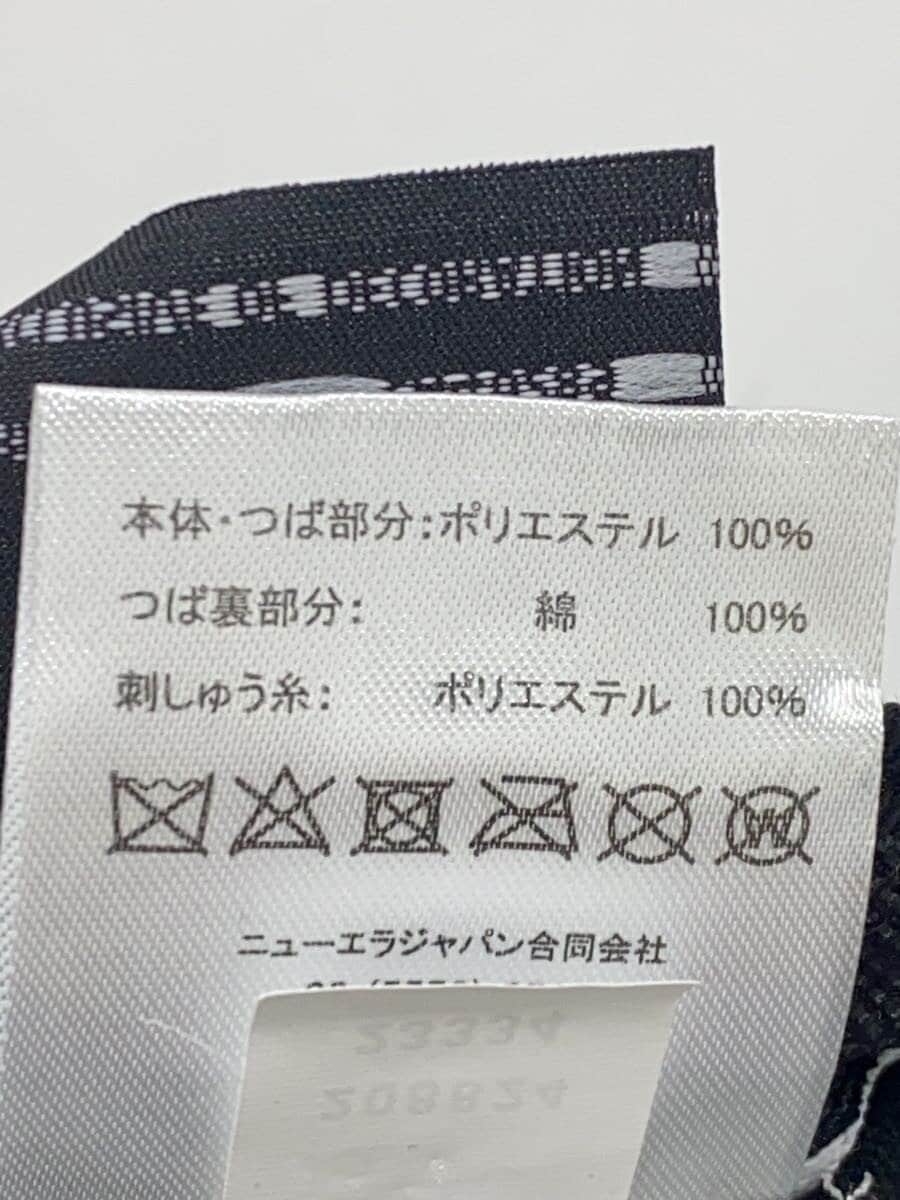 本体・つば部分:ポリエステル 100%
つば裏部分: 綿 100%
刺しゅう糸: ポリエステル 100%
W
ニューエラジャパン合同会社